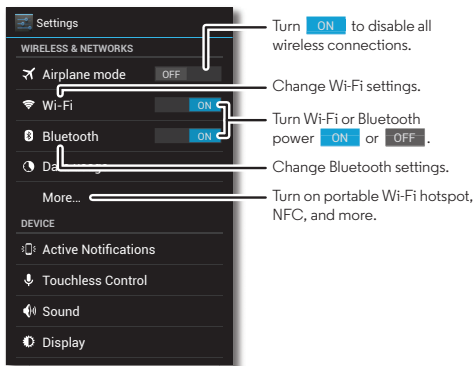 Settings
WIRELESS & NETWORKS
Airplane mode OFF
Wi-Fi ON
Bluetooth ON
More...
DEVICE
Active Notifications
Touchless Control
Sound
Display
Turn ON to disable all
wireless connections.
Change Wi-Fi settings.
Turn Wi-Fi or Bluetooth
power ON or OFF.
Change Bluetooth settings.
Turn on portable Wi-Fi hotspot,
NFC, and more.